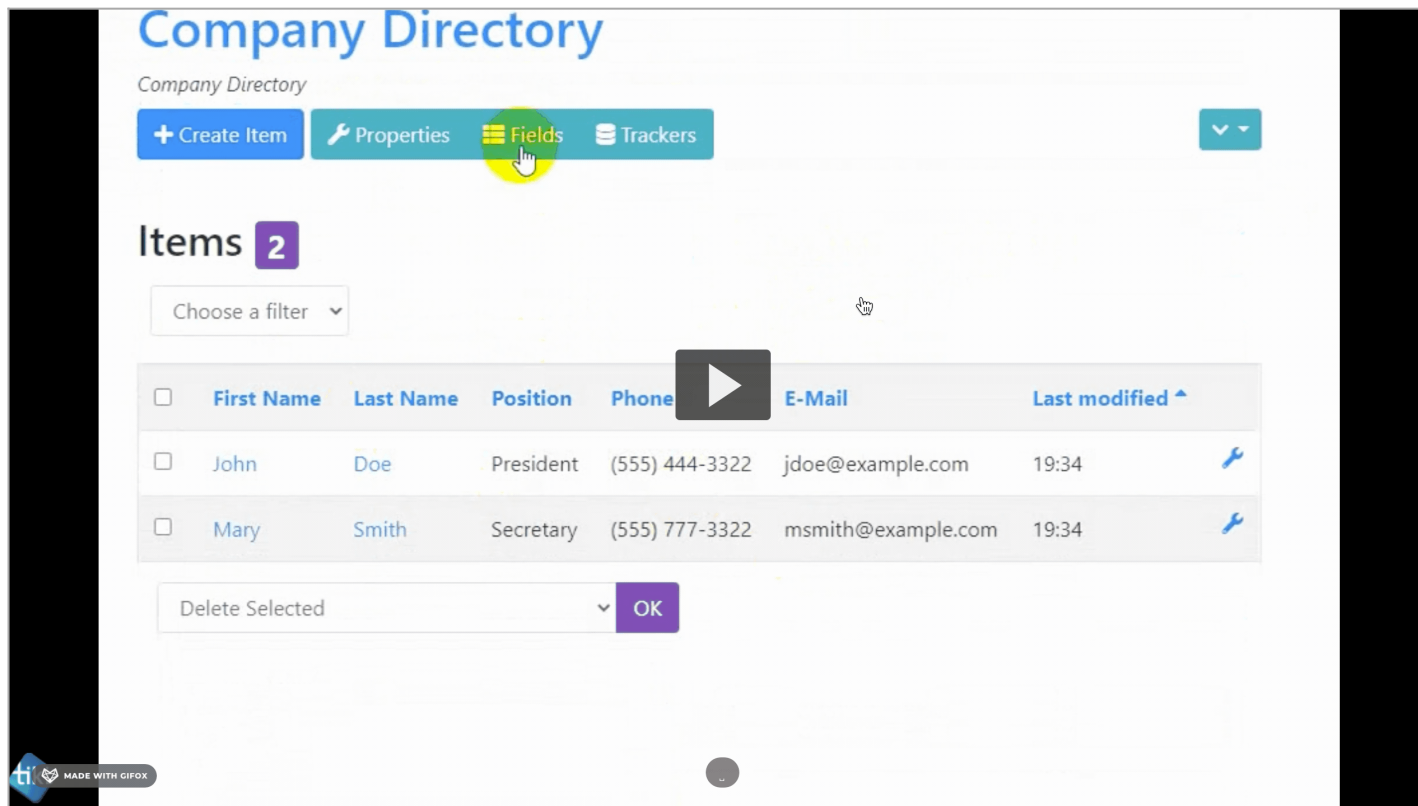 Company Directory
Company Directory
Create Item Properties Fields Trackers
Items 2
Choose a filter
First Name Last Name Position Phone E-Mail Last modified
John Doe President (555) 444-3322 jdoe@example.com 19:34
Mary Smith Secretary (555) 777-3322 msmith@example.com 19:34
Delete Selected OK
MADE WITH GIFOX